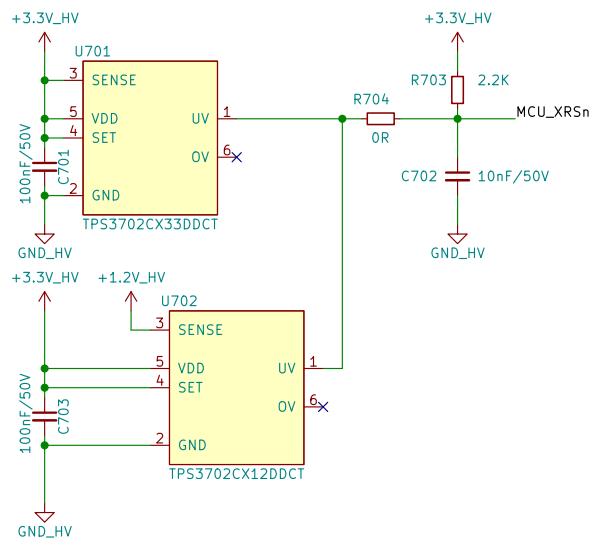 +3.3V_HV
+3.3V_HV
U701
3 SENSE
R703 2.2K
R704
MCU_XRSn
5 VDD UV 1
4 SET
0R
100nF/50V
C701
OV 6
C702 10nF/50V
2 GND
TPS3702CX33DDCT
GND_HV
GND_HV
+3.3V_HV +1.2V_HV
U702
3 SENSE
5 VDD UV 1
4 SET
100nF/50V
C703
OV 6
2 GND
TPS3702CX12DDCT
GND_HV